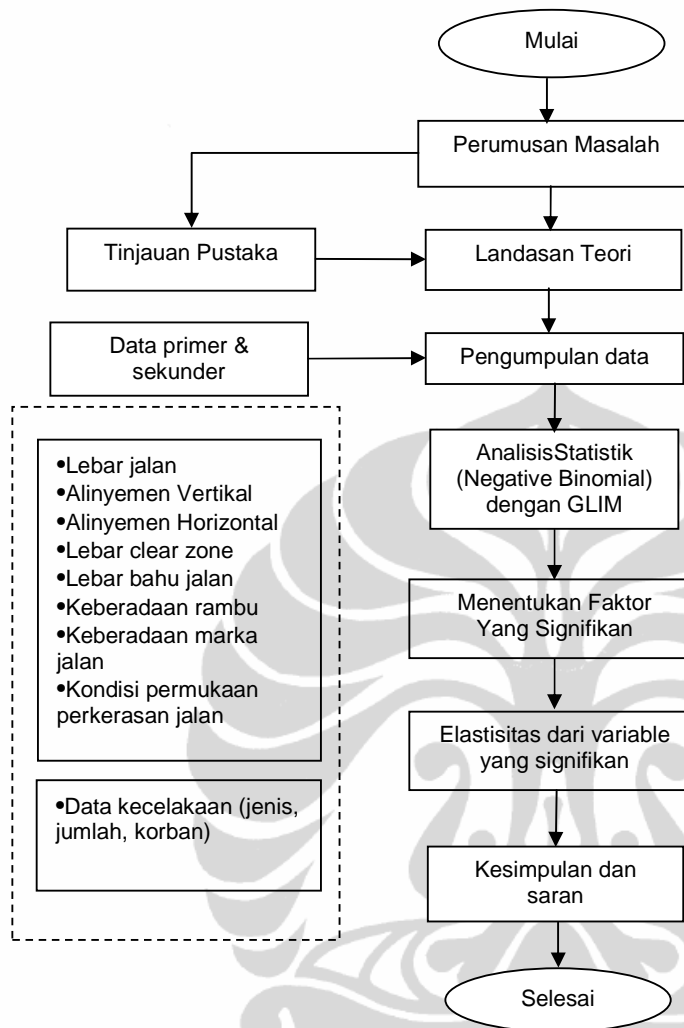 Mulai
Perumusan Masalah
Tinjauan Pustaka
Landasan Teori
Data primer &
sekunder
Pengumpulan data
•Lebar jalan
•Alinyemen Vertikal
•Alinyemen Horizontal
•Lebar clear zone
•Lebar bahu jalan
•Keberadaan rambu
•Keberadaan marka
jalan
•Kondisi permukaan
perkerasan jalan
•Data kecelakaan (jenis,
jumlah, korban)
AnalisisStatistik
(Negative Binomial)
dengan GLIM
Menentukan Faktor
Yang Signifikan
Elastisitas dari variable
yang signifikan
Kesimpulan dan
saran
Selesai